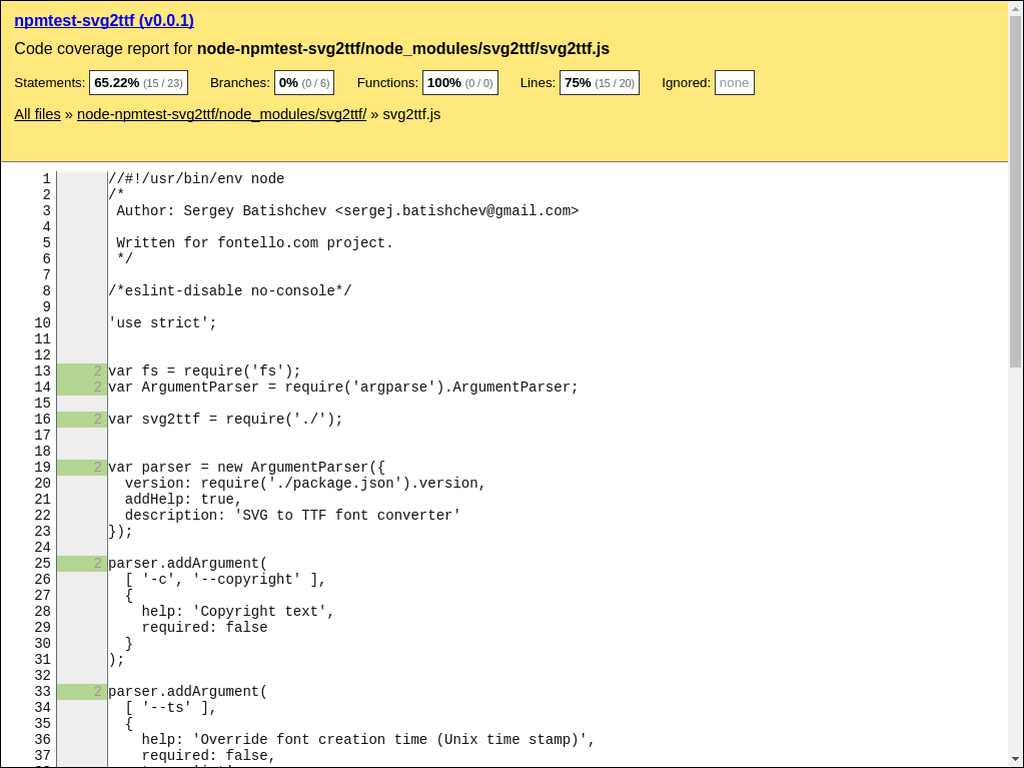 npmtest-svg2ttf (v0.0.1)
Code coverage report for node-npmtest-svg2ttf/node_modules/svg2ttf/svg2ttf.js
Statements: 65.22% (15 / 23) Branches: 0% (0 / 6) Functions: 100% (0 / 0) Lines: 75% (15 / 20) Ignored: none
All files » node-npmtest-svg2ttf/node_modules/svg2ttf/ » svg2ttf.js
1 //#!/usr/bin/env node
2 /*
3  Author: Sergey Batishchev <sergej.batishchev@gmail.com>
4
5  Written for fontello.com project.
6  */
7
8 /*eslint-disable no-console*/
9
10 'use strict';
11
12
13 2 var fs = require('fs');
14 2 var ArgumentParser = require('argparse').ArgumentParser;
15
16 2 var svg2ttf = require('./');
17
18
19 2 var parser = new ArgumentParser({
20   version: require('./package.json').version,
21   addHelp: true,
22   description: 'SVG to TTF font converter'
23 });
24
25 2 parser.addArgument(
26   [ '-c', '--copyright' ],
27   {
28     help: 'Copyright text',
29     required: false
30   }
31 );
32
33 2 parser.addArgument(
34   [ '--ts' ],
35   {
36     help: 'Override font creation time (Unix time stamp)',
37     required: false,